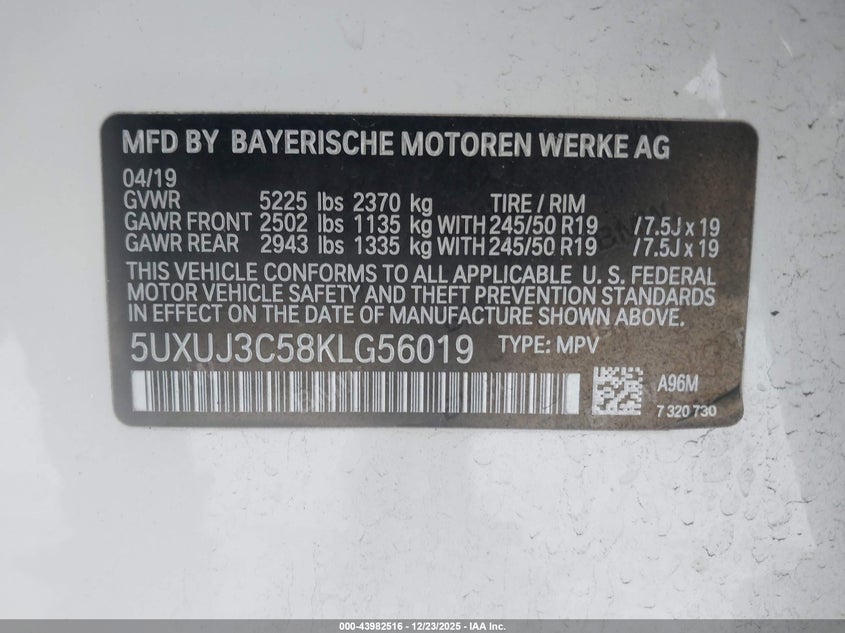 MFD BY BAYERISCHE MOTOREN WERKE AG
04/19
GVWR 5225 lbs 2370 kg TIRE / RIM
GAWR FRONT 2502 lbs 1135 kg WITH 245/50 R19 / 7.5J x 19
GAWR REAR 2943 lbs 1335 kg WITH 245/50 R19 / 7.5J x 19
THIS VEHICLE CONFORMS TO ALL APPLICABLE U. S. FEDERAL
MOTOR VEHICLE SAFETY AND THEFT PREVENTION STANDARDS
IN EFFECT ON THE DATE OF MANUFACTURE SHOWN ABOVE.
5UXUJ3C58KLG56019 TYPE: MPV
A96M
7 320 730
000-43982516 - 12/23/2025 - IAA Inc.